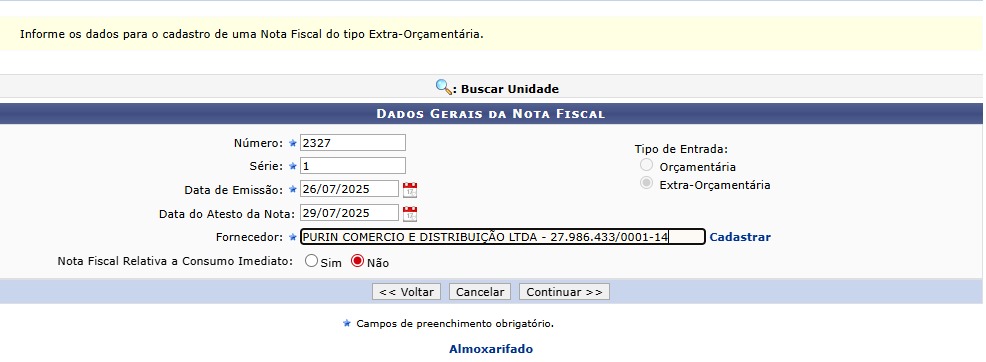 Informe os dados para o cadastro de uma Nota Fiscal do tipo Extra-Orçamentária.
: Buscar Unidade
Dados Gerais da Nota Fiscal
Número: 2327
Série: 1
Data de Emissão: 26/07/2025
Data do Atesto da Nota: 29/07/2025
Fornecedor: PURIN COMERCIO E DISTRIBUIÇÃO LTDA - 27.986.433/0001-14 Cadastrar
Nota Fiscal Relativa a Consumo Imediato: Sim Não
Tipo de Entrada:
Orçamentária
Extra-Orçamentária
<< Voltar Cancelar Continuar >>
Campos de preenchimento obrigatório.
Almoxarifado